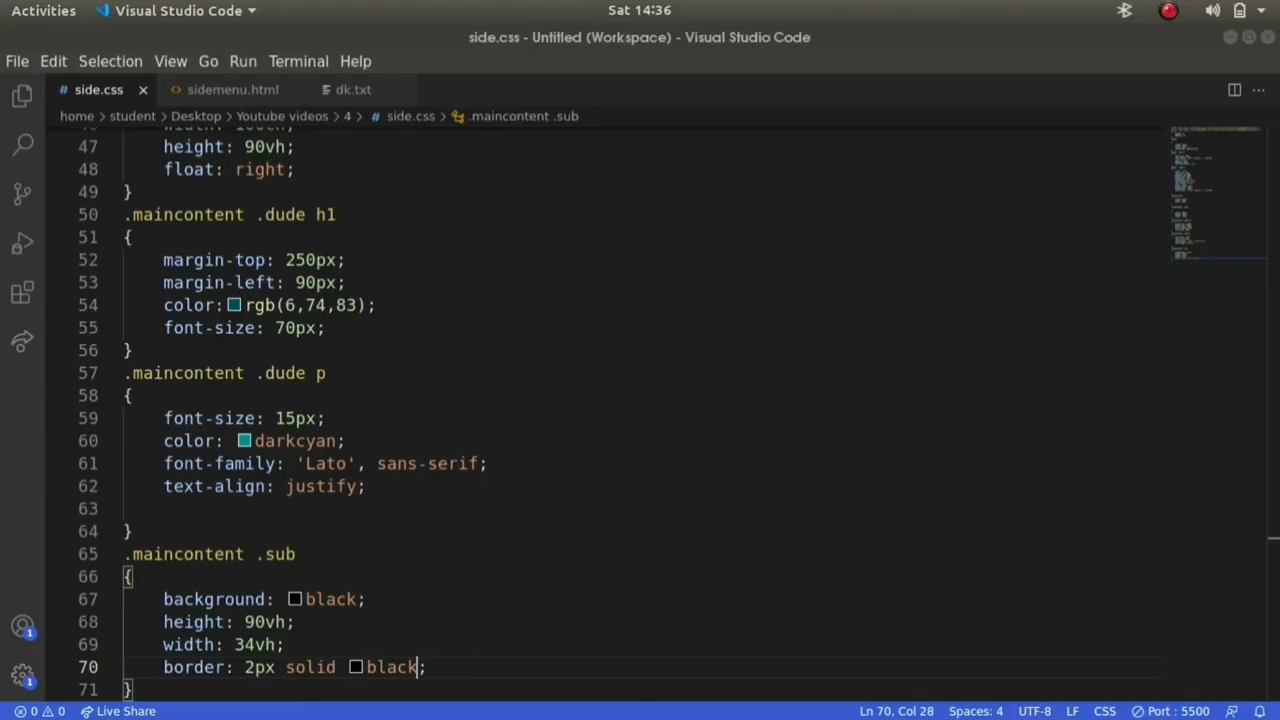 Activities Visual Studio Code Sat 14:36
side.css - Untitled (Workspace) - Visual Studio Code
File Edit Selection View Go Run Terminal Help
# side.css sidemenu.html dk.txt
home > student > Desktop > Youtube videos > 4 > # side.css > .maincontent .sub
47 height: 90vh;
48 float: right;
49 }
50 .maincontent .dude h1
51 {
52 margin-top: 250px;
53 margin-left: 90px;
54 color: rgb(6,74,83);
55 font-size: 70px;
56 }
57 .maincontent .dude p
58 {
59 font-size: 15px;
60 color: darkcyan;
61 font-family: 'Lato', sans-serif;
62 text-align: justify;
63
64 }
65 .maincontent .sub
66 {
67 background: black;
68 height: 90vh;
69 width: 34vh;
70 border: 2px solid black;
71 }
1
1
0 0 Live Share Ln 70, Col 28 Spaces: 4 UTF-8 LF CSS Port : 5500